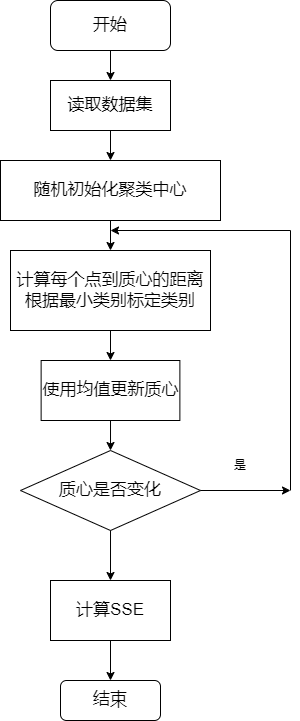 开始
读取数据集
随机初始化聚类中心
计算每个点到质心的距离
根据最小类别标定类别
使用均值更新质心
质心是否变化
是
计算SSE
结束